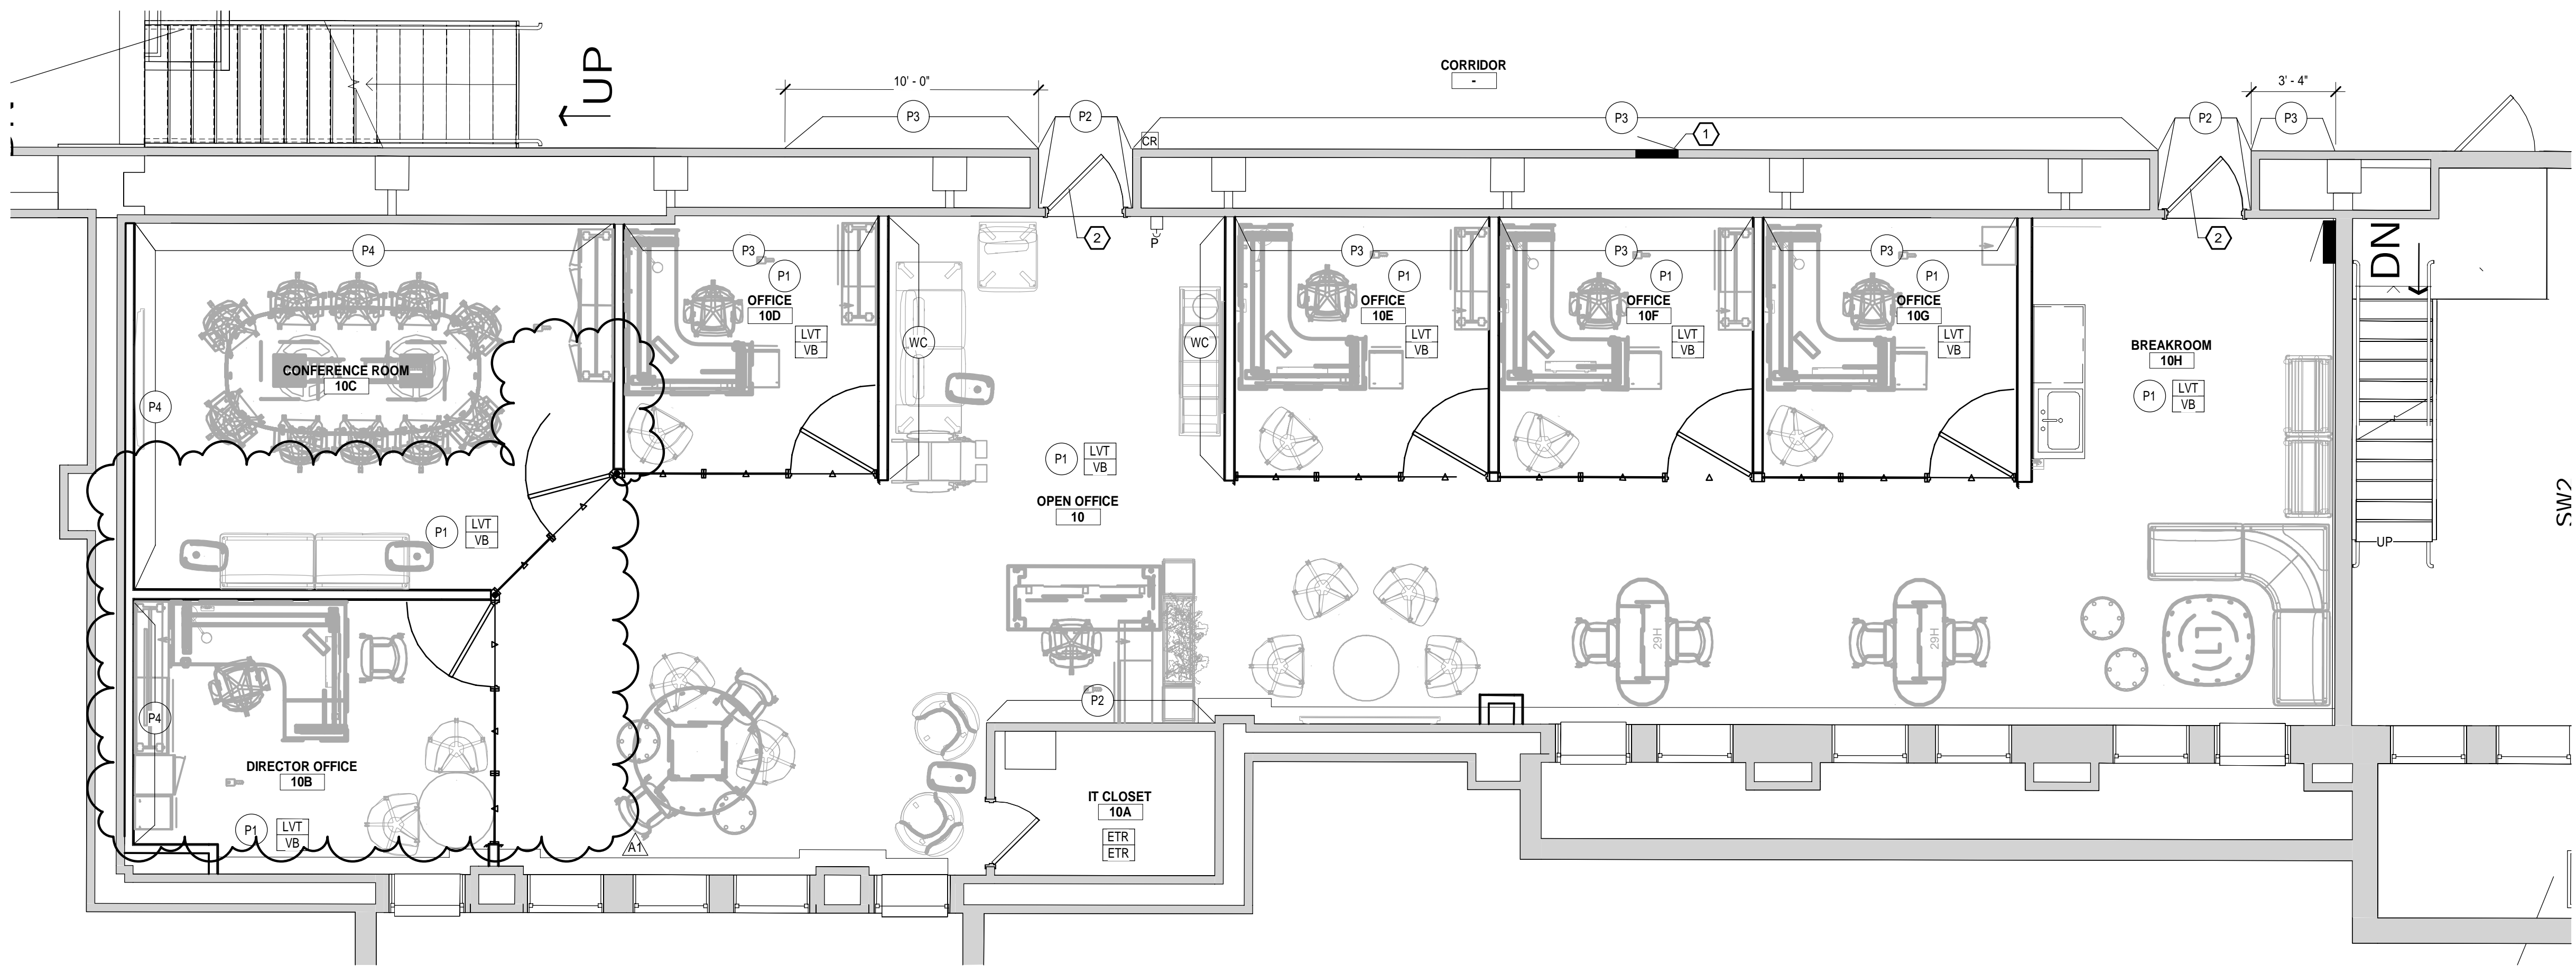 UP
10' - 0"
CORRIDOR
-
3' - 4"
P3
P2
P3
P2
P3
CR
1
2
P
2
DN
P4
P3
P1
OFFICE
10D
LVT
VB
WC
WC
P3
P1
OFFICE
10E
LVT
VB
P3
P1
OFFICE
10F
LVT
VB
P3
P1
OFFICE
10G
LVT
VB
BREAKROOM
10H
P1
LVT
VB
CONFERENCE ROOM
10C
P4
P1
LVT
VB
P1
LVT
VB
OPEN OFFICE
10
SW2
UP
29H
29H
P4
P2
DIRECTOR OFFICE
10B
P1
LVT
VB
A1
IT CLOSET
10A
ETR
ETR